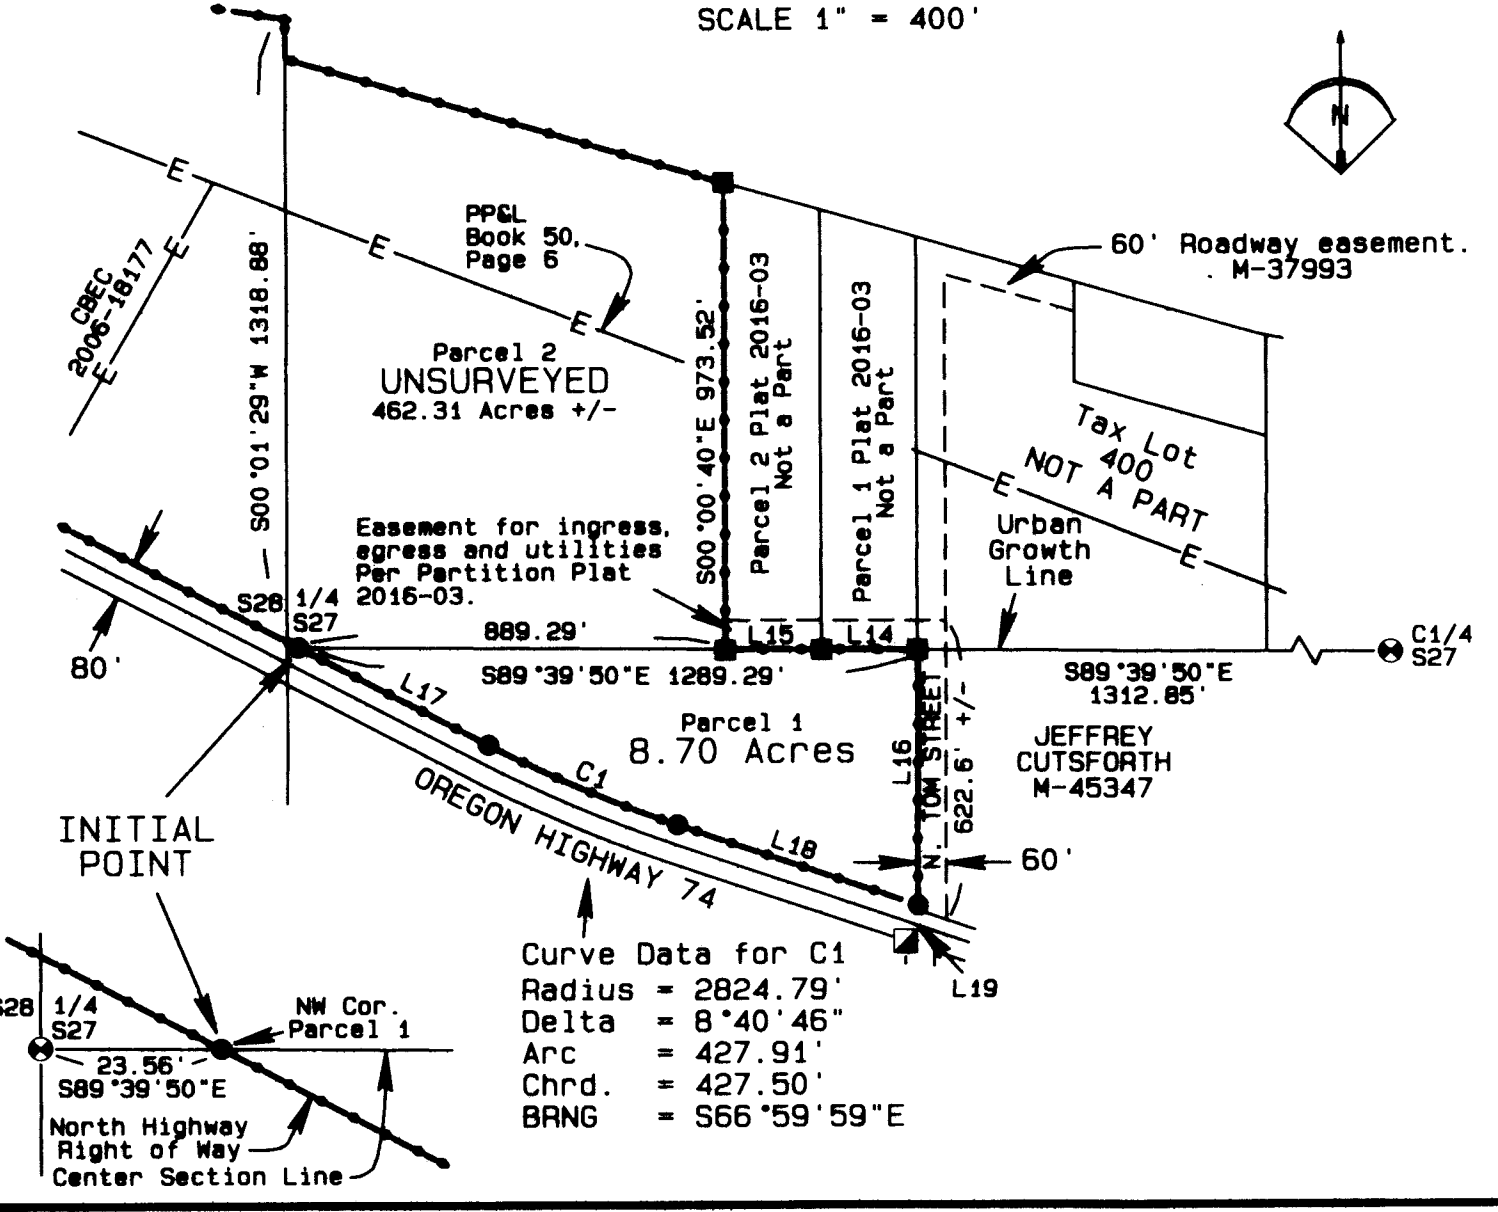 SCALE 1" = 400'
N
E
PP&L
Book 50,
Page 6
E
E
60' Roadway easement.
M-37993
CBEC
2006-18177
E
E
S00°01'29"W 1318.88'
Parcel 2
UNSURVEYED
462.31 Acres +/-
S00°00'40"E 973.52'
Parcel 2 Plat 2016-03
Not a Part
Parcel 1 Plat 2016-03
Not a Part
Tax Lot
400
NOT A PART
E
E
Easement for ingress,
egress and utilities
Per Partition Plat
2016-03.
Urban
Growth
Line
S28 1/4
S27
889.29'
L15
L14
C1/4
S27
80'
S89°39'50"E 1289.29'
S89°39'50"E
1312.85'
L17
Parcel 1
8.70 Acres
C1
L16
N. TOM STREET
622.6' +/-
JEFFREY
CUTSFORTH
M-45347
OREGON HIGHWAY 74
L18
60'
INITIAL
POINT
L19
Curve Data for C1
Radius = 2824.79'
Delta = 8°40'46"
Arc = 427.91'
Chrd. = 427.50'
BRNG = S66°59'59"E
S28 1/4
S27
NW Cor.
Parcel 1
23.56'
S89°39'50"E
North Highway
Right of Way
Center Section Line